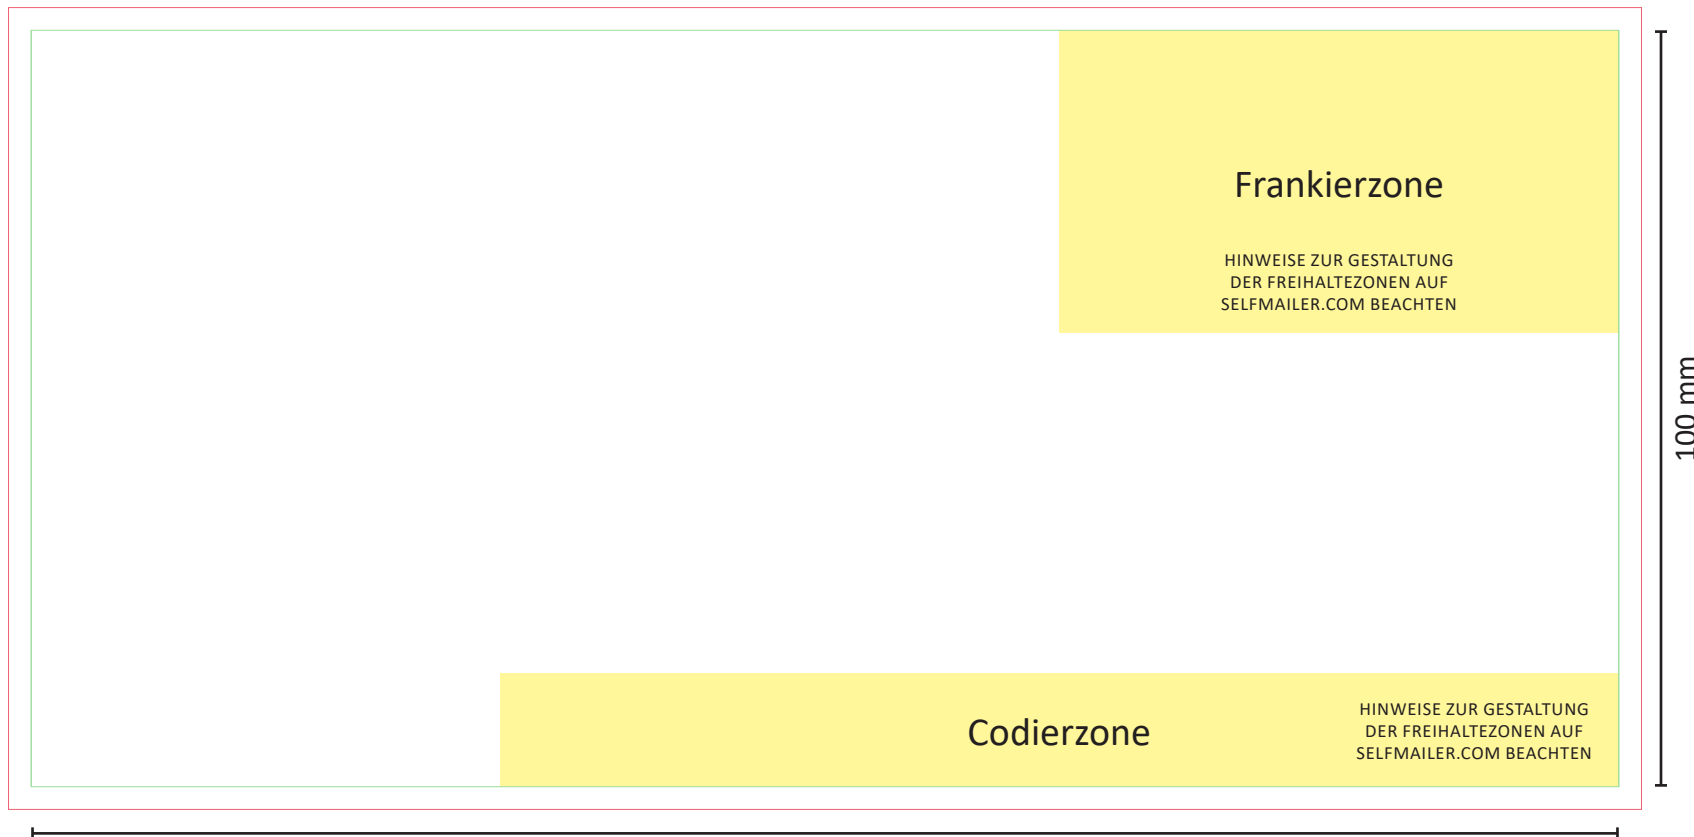 Frankierzone
HINWEISE ZUR GESTALTUNG
DER FREIHALTEZONEN AUF
SELFMAILER.COM BEACHTEN
100 mm
Codierzone
HINWEISE ZUR GESTALTUNG
DER FREIHALTEZONEN AUF
SELFMAILER.COM BEACHTEN